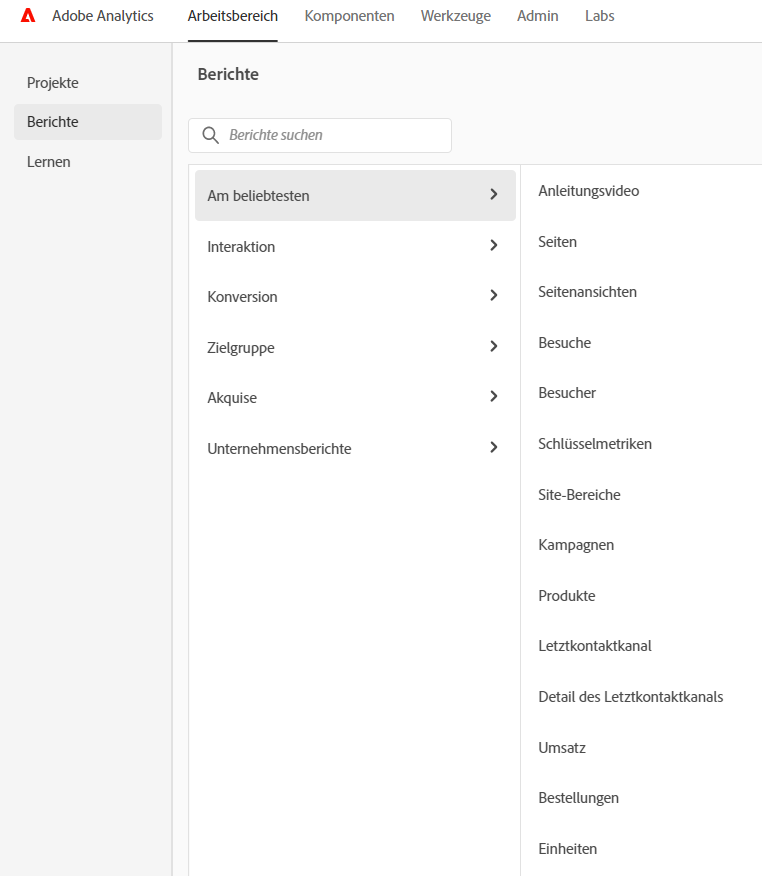 Adobe Analytics
Arbeitsbereich
Komponenten
Werkzeuge
Admin
Labs
Projekte
Berichte
Lernen
Berichte
Berichte suchen
Am beliebtesten
Interaktion
Konversion
Zielgruppe
Akquise
Unternehmensberichte
Anleitungsvideo
Seiten
Seitenansichten
Besuche
Besucher
Schlüsselmetriken
Site-Bereiche
Kampagnen
Produkte
Letztkontaktkanal
Detail des Letztkontaktkanals
Umsatz
Bestellungen
Einheiten